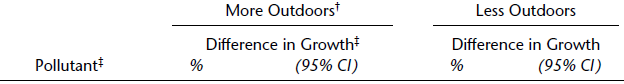 More Outdoors† Less Outdoors
Difference in Growth‡ Difference in Growth
Pollutant‡ % (95% CI) % (95% CI)